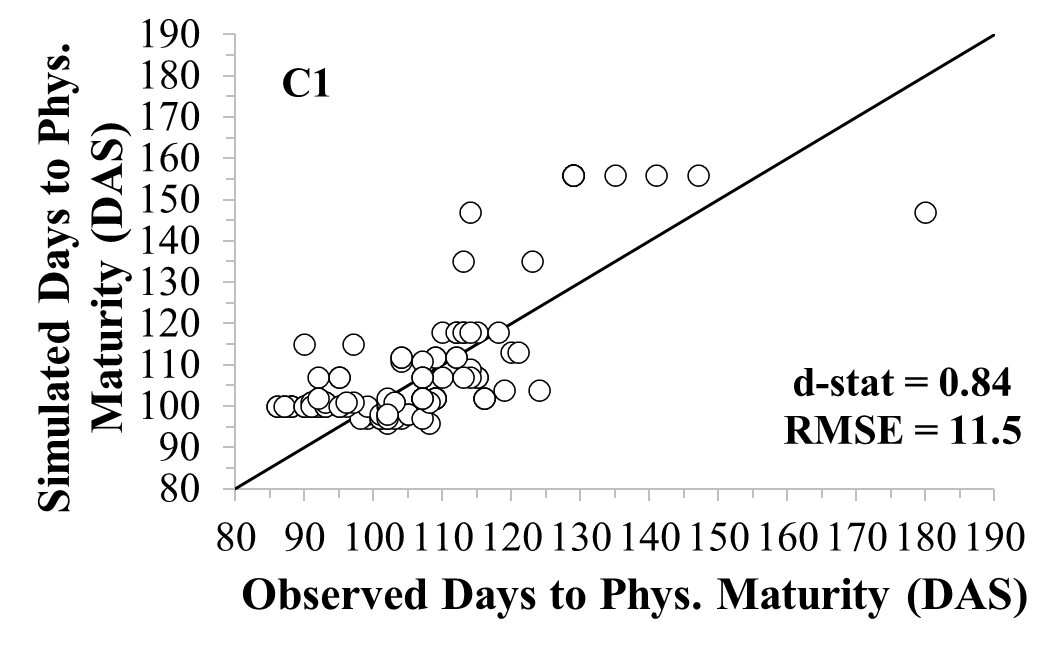 Simulated Days to Phys.
Maturity (DAS)
190
180
170
160
150
140
130
120
110
100
90
80
C1
d-stat = 0.84
RMSE = 11.5
80 90 100 110 120 130 140 150 160 170 180 190
Observed Days to Phys. Maturity (DAS)